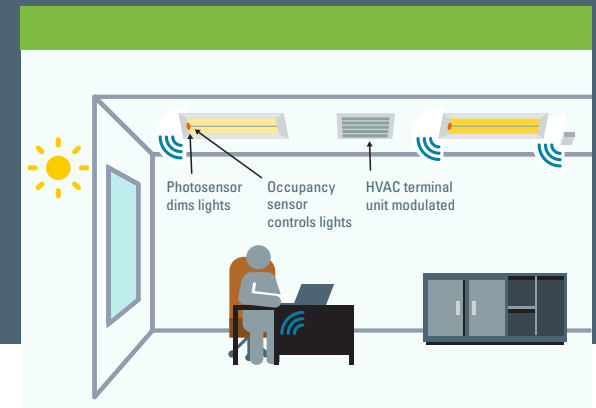 Photosensor
dims lights
Occupancy
sensor
controls lights
HVAC terminal
unit modulated